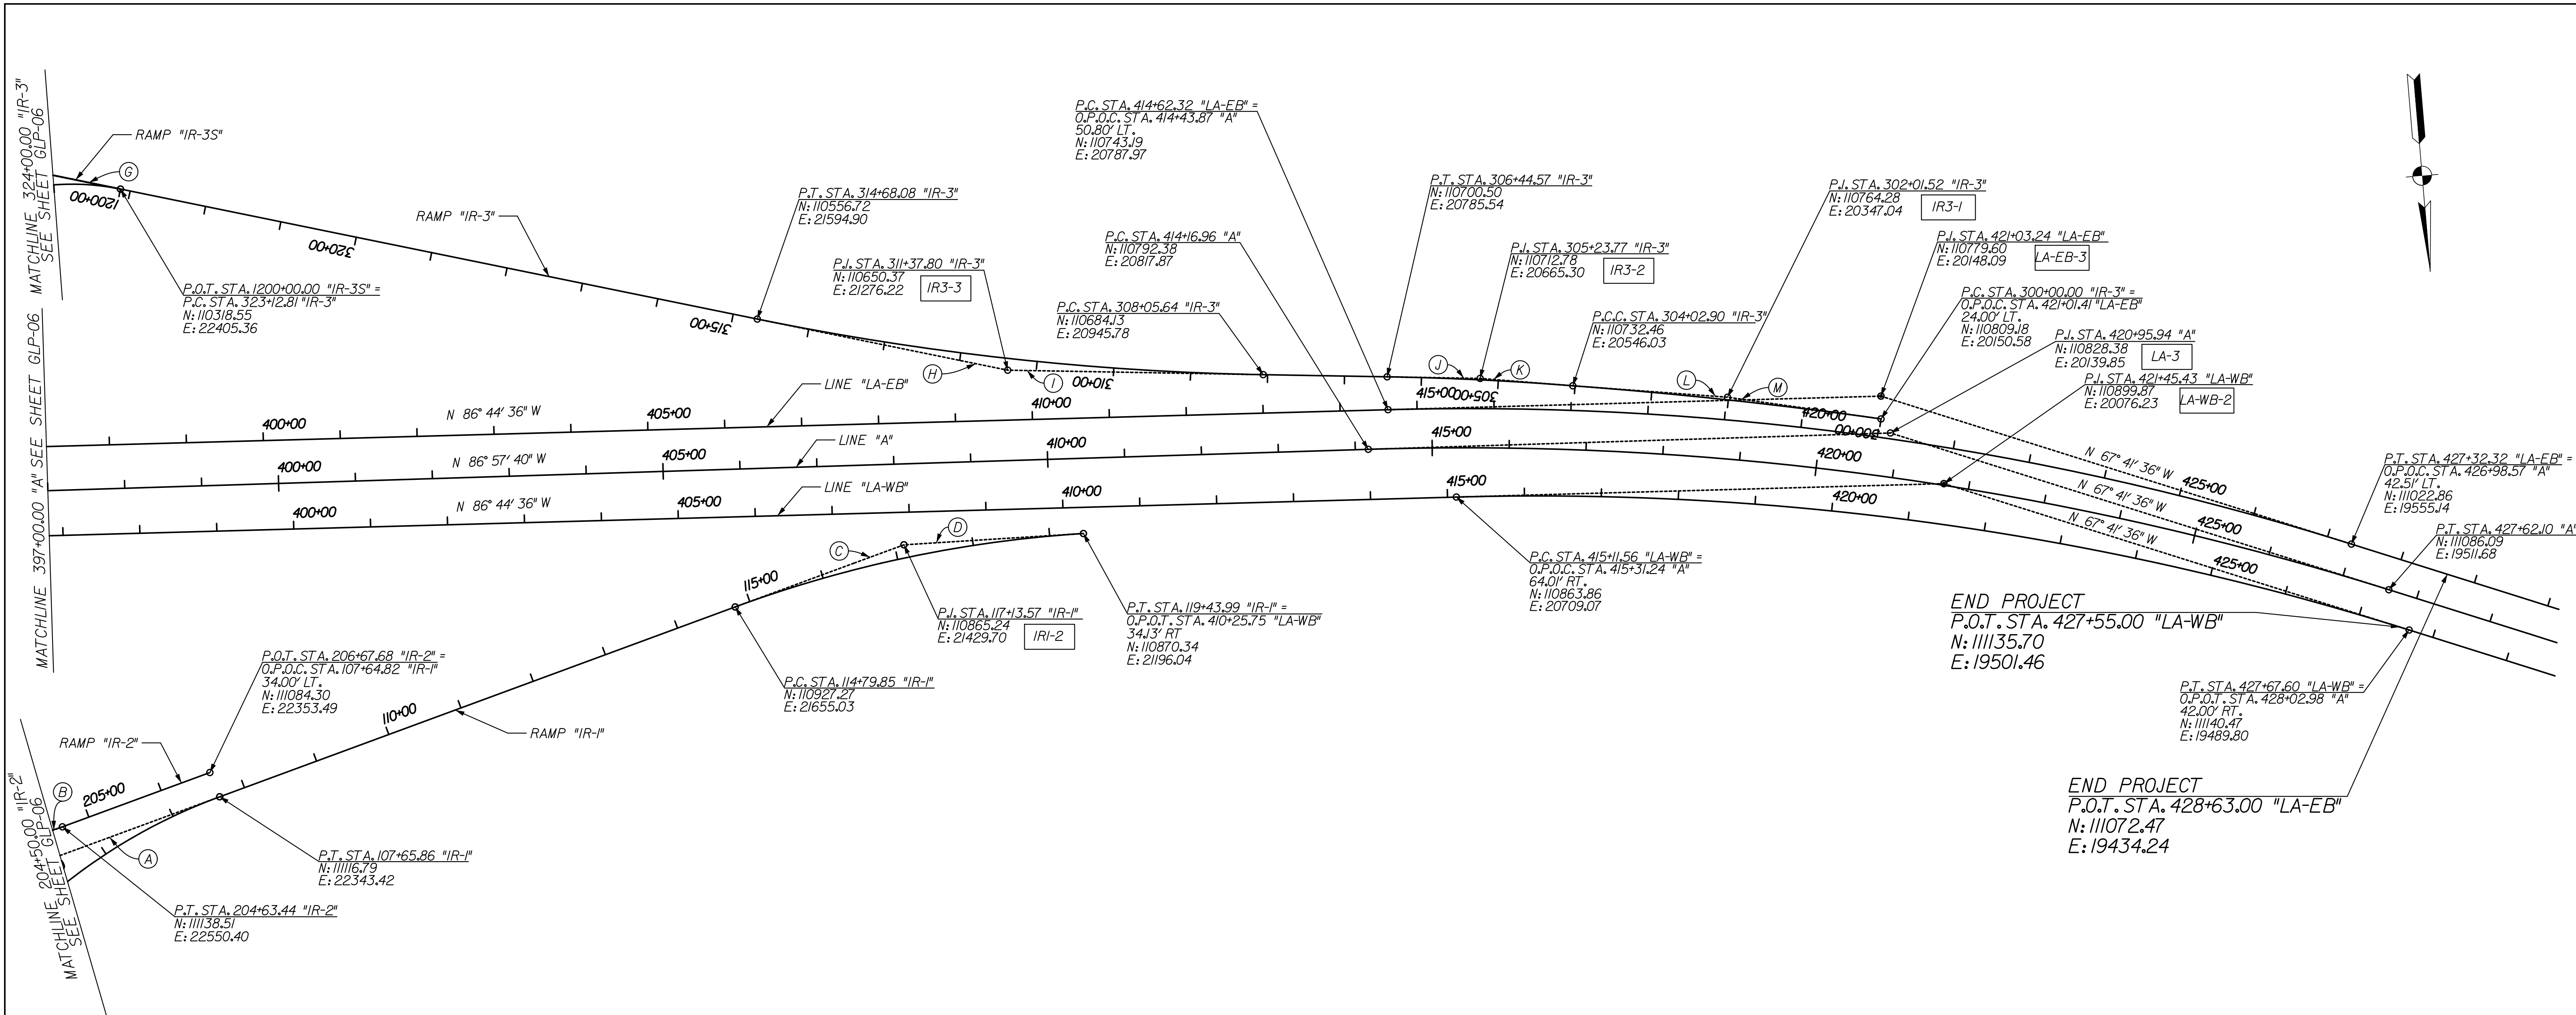 MATCHLINE 324+00.00 "IR-3"
SEE SHEET GLP-06
RAMP "IR-3S"
G
1200+00
P.O.T. STA. 1200+00.00 "IR-3S" =
P.C. STA. 323+12.81 "IR-3"
N: 110318.55
E: 22405.36
320+00
RAMP "IR-3"
315+00
P.T. STA. 314+68.08 "IR-3"
N: 110556.72
E: 21594.90
P.I. STA. 311+37.80 "IR-3"
N: 110650.37
E: 21276.22
IR3-3
H
I
310+00
P.C. STA. 308+05.64 "IR-3"
N: 110684.13
E: 20945.78
P.C. STA. 414+16.96 "A"
N: 110792.38
E: 20817.87
P.C. STA. 414+62.32 "LA-EB" =
O.P.O.C. STA. 414+43.87 "A"
50.80' LT.
N: 110743.19
E: 20787.97
P.T. STA. 306+44.57 "IR-3"
N: 110700.50
E: 20785.54
P.I. STA. 305+23.77 "IR-3"
N: 110712.78
E: 20665.30
IR3-2
J
K
P.C.C. STA. 304+02.90 "IR-3"
N: 110732.46
E: 20546.03
L
M
P.I. STA. 302+01.52 "IR-3"
N: 110764.28
E: 20347.04
IR3-1
P.I. STA. 421+03.24 "LA-EB"
N: 110779.60
E: 20148.09
LA-EB-3
P.C. STA. 300+00.00 "IR-3" =
O.P.O.C. STA. 421+01.41 "LA-EB"
24.00' LT.
N: 110809.18
E: 20150.58
P.I. STA. 420+95.94 "A"
N: 110828.38
E: 20139.85
LA-3
P.I. STA. 421+45.43 "LA-WB"
N: 110899.87
E: 20076.23
LA-WB-2
MATCHLINE 397+00.00 "A" SEE SHEET GLP-06
400+00
N 86° 44' 36" W
405+00
LINE "LA-EB"
410+00
415+00
305+00
420+00
300+00
N 67° 41' 36" W
425+00
400+00
N 86° 57' 40" W
405+00
LINE "A"
410+00
415+00
420+00
N 67° 41' 36" W
425+00
400+00
N 86° 44' 36" W
405+00
LINE "LA-WB"
410+00
415+00
420+00
N 67° 41' 36" W
425+00
P.T. STA. 427+32.32 "LA-EB" =
O.P.O.C. STA. 426+98.57 "A"
42.51' LT.
N: 111022.86
E: 19555.14
P.T. STA. 427+62.10 "A"
N: 111086.09
E: 19511.68
C
D
115+00
P.I. STA. 117+13.57 "IR-1"
N: 110865.24
E: 21429.70
IR1-2
P.T. STA. 119+43.99 "IR-1" =
O.P.O.T. STA. 410+25.75 "LA-WB"
34.13' RT
N: 110870.34
E: 21196.04
P.C. STA. 415+11.56 "LA-WB" =
O.P.O.C. STA. 415+31.24 "A"
64.01' RT.
N: 110863.86
E: 20709.07
END PROJECT
P.O.T. STA. 427+55.00 "LA-WB"
N: 111135.70
E: 19501.46
P.T. STA. 427+67.60 "LA-WB" =
O.P.O.T. STA. 428+02.98 "A"
42.00' RT.
N: 111140.47
E: 19489.80
END PROJECT
P.O.T. STA. 428+63.00 "LA-EB"
N: 111072.47
E: 19434.24
P.C. STA. 114+79.85 "IR-1"
N: 110927.27
E: 21655.03
P.O.T. STA. 206+67.68 "IR-2" =
O.P.O.C. STA. 107+64.82 "IR-1"
34.00' LT.
N: 111084.30
E: 22353.49
110+00
RAMP "IR-1"
RAMP "IR-2"
B
205+00
A
P.T. STA. 107+65.86 "IR-1"
N: 111116.79
E: 22343.42
P.T. STA. 204+63.44 "IR-2"
N: 111138.51
E: 22550.40
MATCHLINE 204+50.00 "IR-2"
SEE SHEET GLP-06